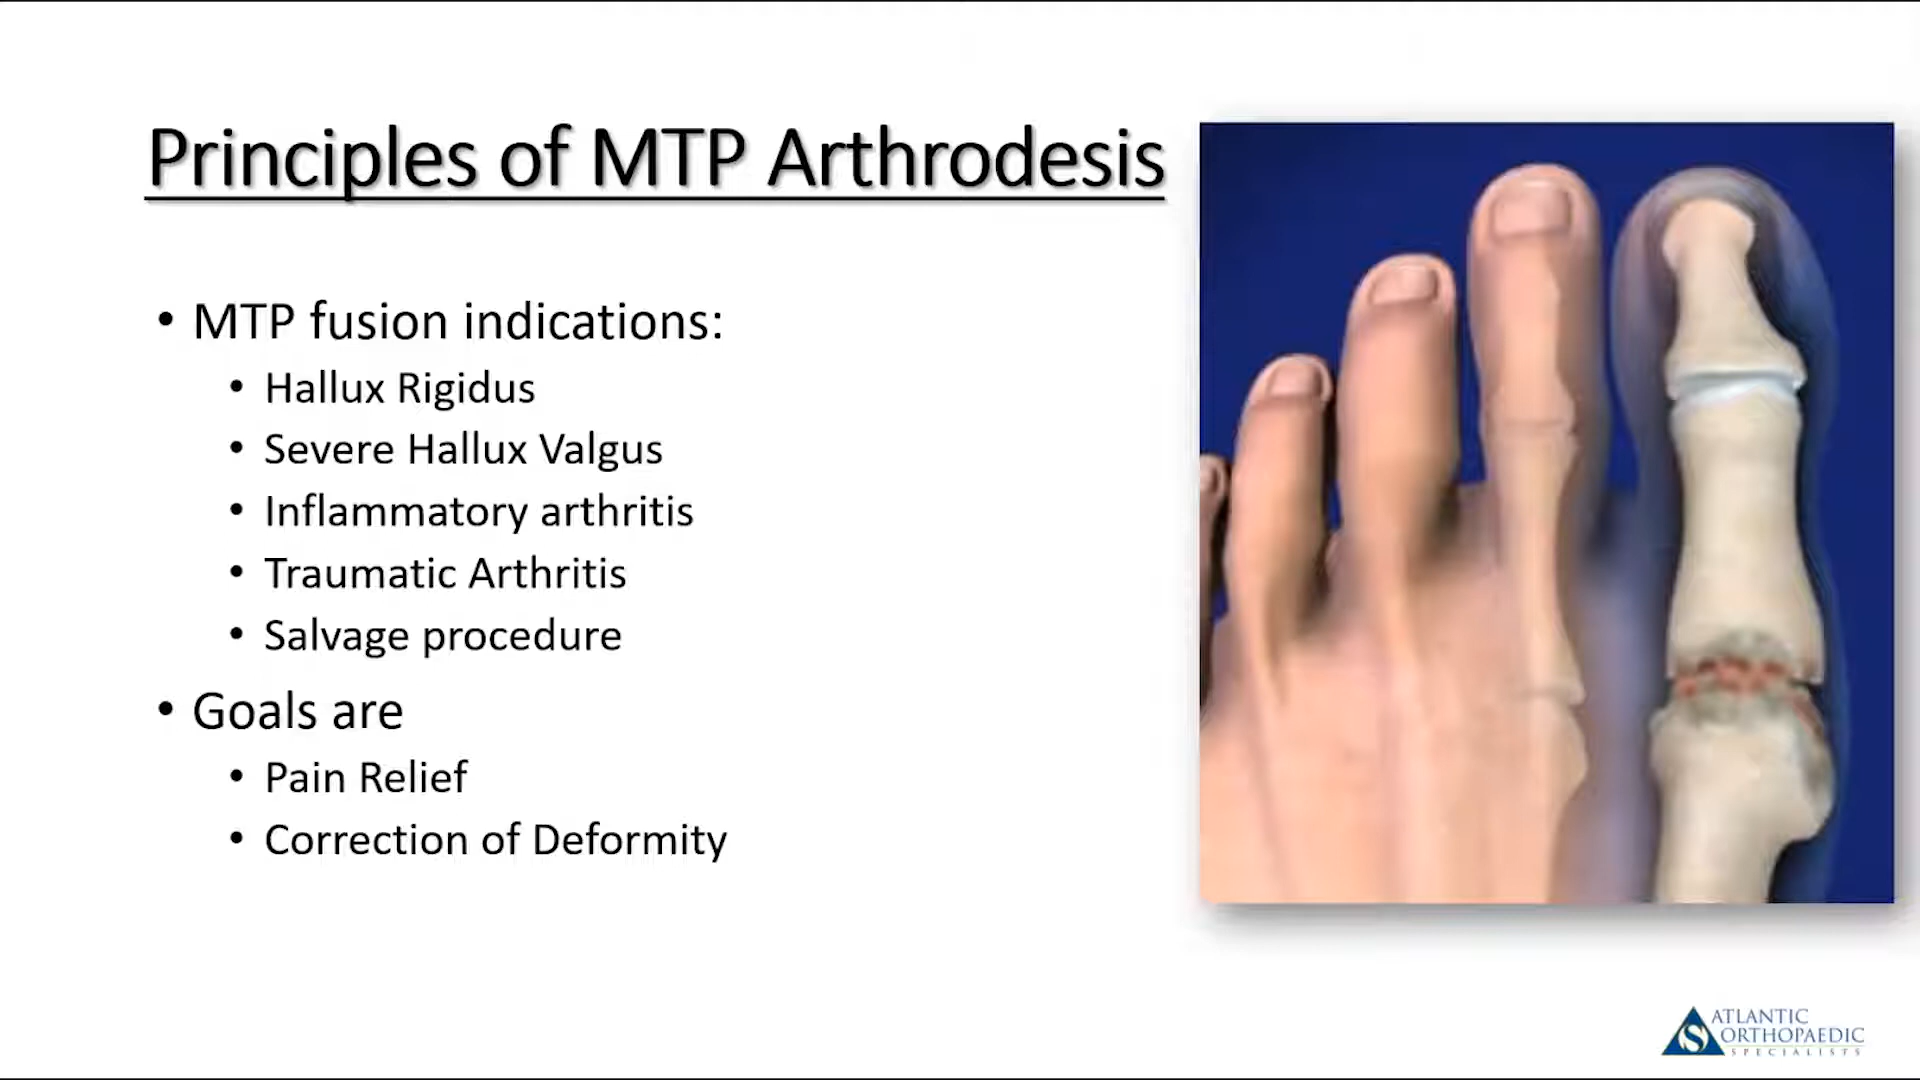 Principles of MTP Arthrodesis
• MTP fusion indications:
• Hallux Rigidus
• Severe Hallux Valgus
• Inflammatory arthritis
• Traumatic Arthritis
• Salvage procedure
• Goals are
• Pain Relief
• Correction of Deformity
ATLANTIC
ORTHOPAEDIC
SPECIALISTS